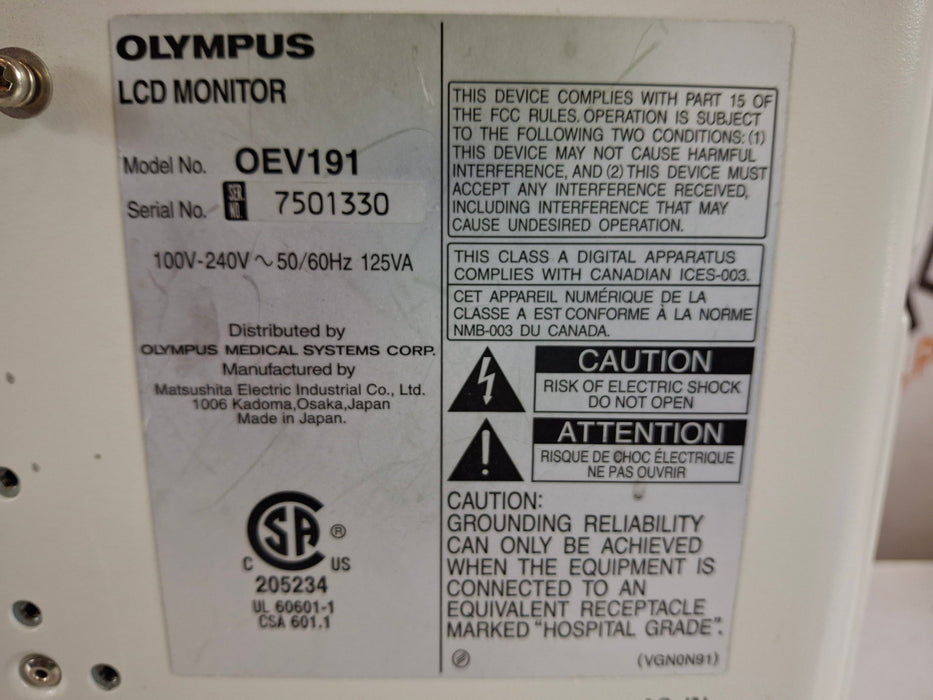 OLYMPUS
LCD MONITOR
Model No. OEV191
Serial No. SER. NO. 7501330
100V-240V ~ 50/60Hz 125VA
Distributed by
OLYMPUS MEDICAL SYSTEMS CORP.
Manufactured by
Matsushita Electric Industrial Co., Ltd.
1006 Kadoma,Osaka,Japan
Made in Japan.
CSA ®
C US
205234
UL 60601-1
CSA 601.1
THIS DEVICE COMPLIES WITH PART 15 OF
THE FCC RULES. OPERATION IS SUBJECT
TO THE FOLLOWING TWO CONDITIONS: (1)
THIS DEVICE MAY NOT CAUSE HARMFUL
INTERFERENCE, AND (2) THIS DEVICE MUST
ACCEPT ANY INTERFERENCE RECEIVED,
INCLUDING INTERFERENCE THAT MAY
CAUSE UNDESIRED OPERATION.
THIS CLASS A DIGITAL APPARATUS
COMPLIES WITH CANADIAN ICES-003.
CET APPAREIL NUMÉRIQUE DE LA
CLASSE A EST CONFORME À LA NORME
NMB-003 DU CANADA.
CAUTION
RISK OF ELECTRIC SHOCK
DO NOT OPEN
ATTENTION
RISQUE DE CHOC ÉLECTRIQUE
NE PAS OUVRIR
CAUTION:
GROUNDING RELIABILITY
CAN ONLY BE ACHIEVED
WHEN THE EQUIPMENT IS
CONNECTED TO AN
EQUIVALENT RECEPTACLE
MARKED "HOSPITAL GRADE".
(VGN0N91)